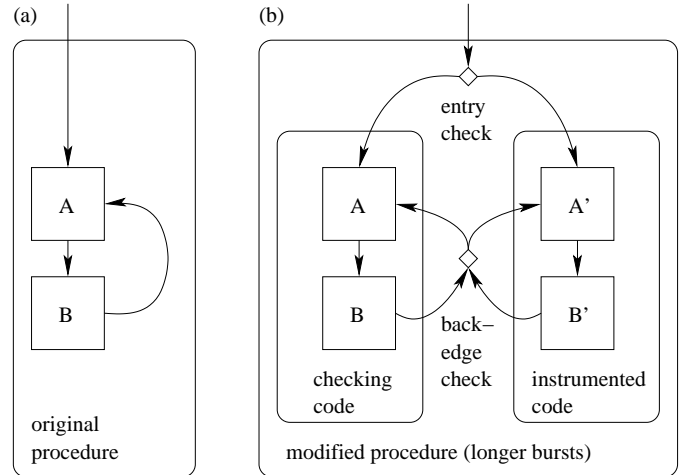 (a)
A
B
original
procedure
(b)
entry
check
A
A'
B
B'
back–
edge
check
checking
code
instrumented
code
modified procedure (longer bursts)